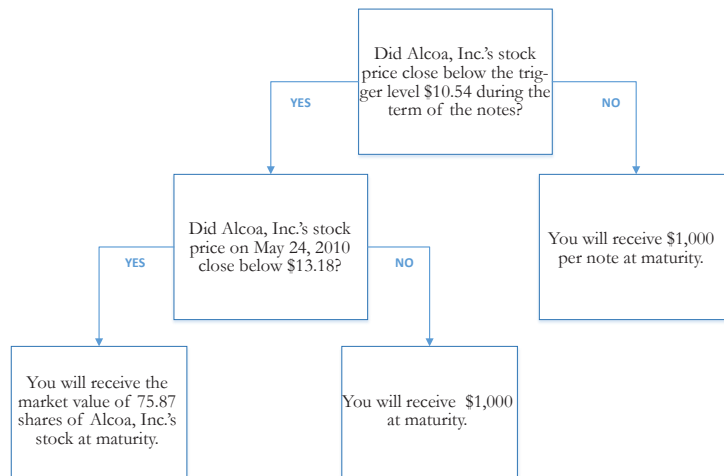 Did Alcoa, Inc.'s stock
price close below the trig-
ger level $10.54 during the
term of the notes?
YES
NO
Did Alcoa, Inc.'s stock
price on May 24, 2010
close below $13.18?
You will receive $1,000
per note at maturity.
YES
NO
You will receive the
market value of 75.87
shares of Alcoa, Inc.'s
stock at maturity.
You will receive $1,000
at maturity.